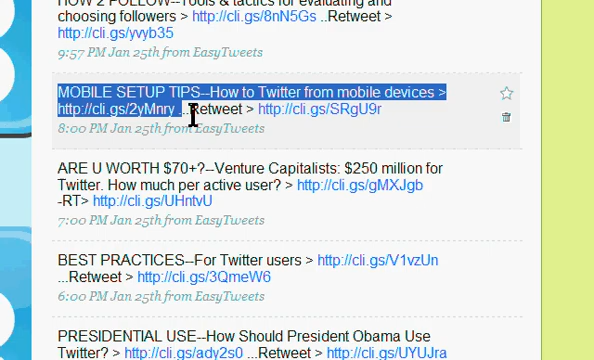 HOW 2 FOLLOW--Tools & tactics for evaluating and
choosing followers > http://cli.gs/8nN5Gs ..Retweet >
http://cli.gs/yvyb35
9:57 PM Jan 25th from EasyTweets
MOBILE SETUP TIPS--How to Twitter from mobile devices >
http://cli.gs/2yMnry ...Retweet > http://cli.gs/SRgU9r
8:00 PM Jan 25th from EasyTweets
ARE U WORTH $70+?--Venture Capitalists: $250 million for
Twitter. How much per active user? > http://cli.gs/gMXJgb
-RT> http://cli.gs/UHntvU
7:00 PM Jan 25th from EasyTweets
BEST PRACTICES--For Twitter users > http://cli.gs/V1vzUn
...Retweet > http://cli.gs/3QmeW6
6:00 PM Jan 25th from EasyTweets
PRESIDENTIAL USE--How Should President Obama Use
Twitter? > http://cli.gs/ady2s0 ...Retweet > http://cli.gs/UYUJra